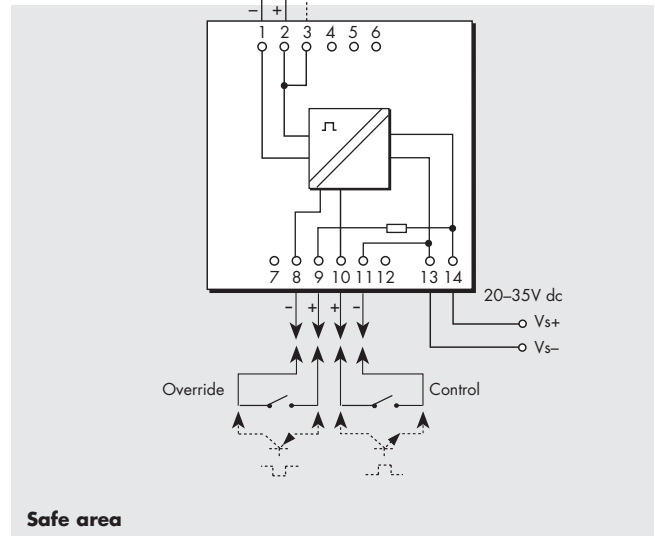 – +
1 2 3 4 5 6
7 8 9 10 11 12 13 14
20–35V dc
– + + –
Vs+
Vs–
Override
Control
Safe area